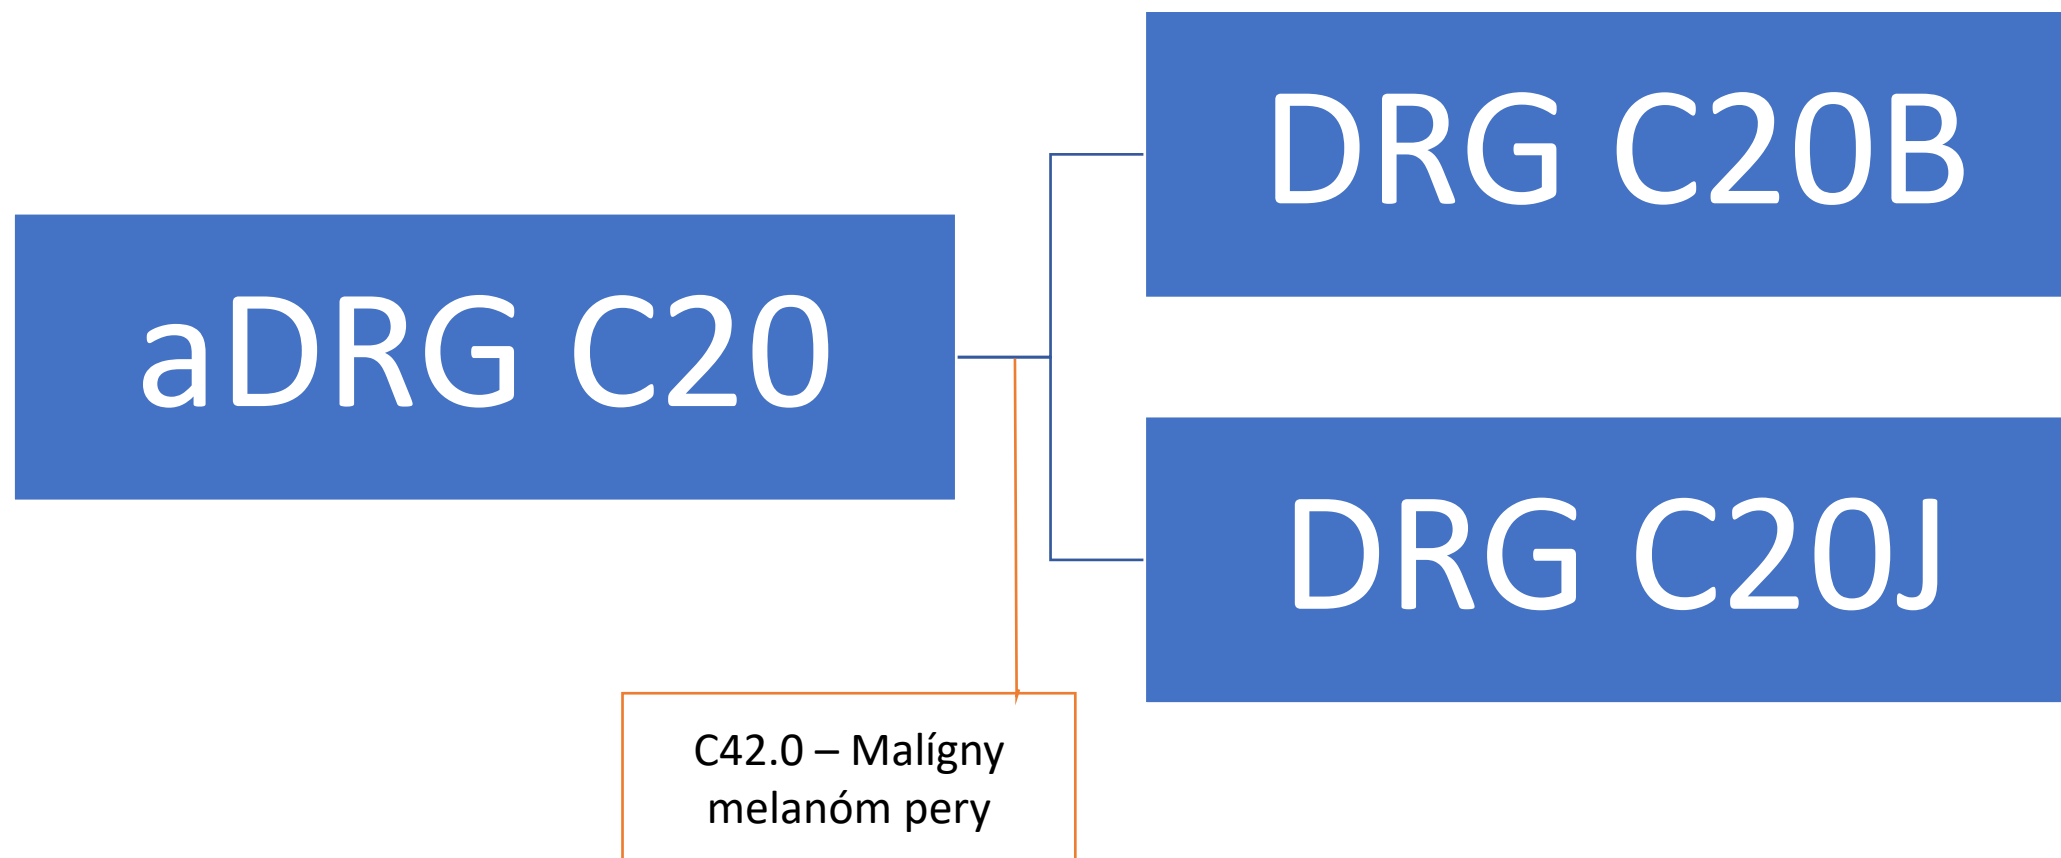 aDRG C20
DRG C20B
DRG C20J
C42.0 – Malígny
melanóm pery